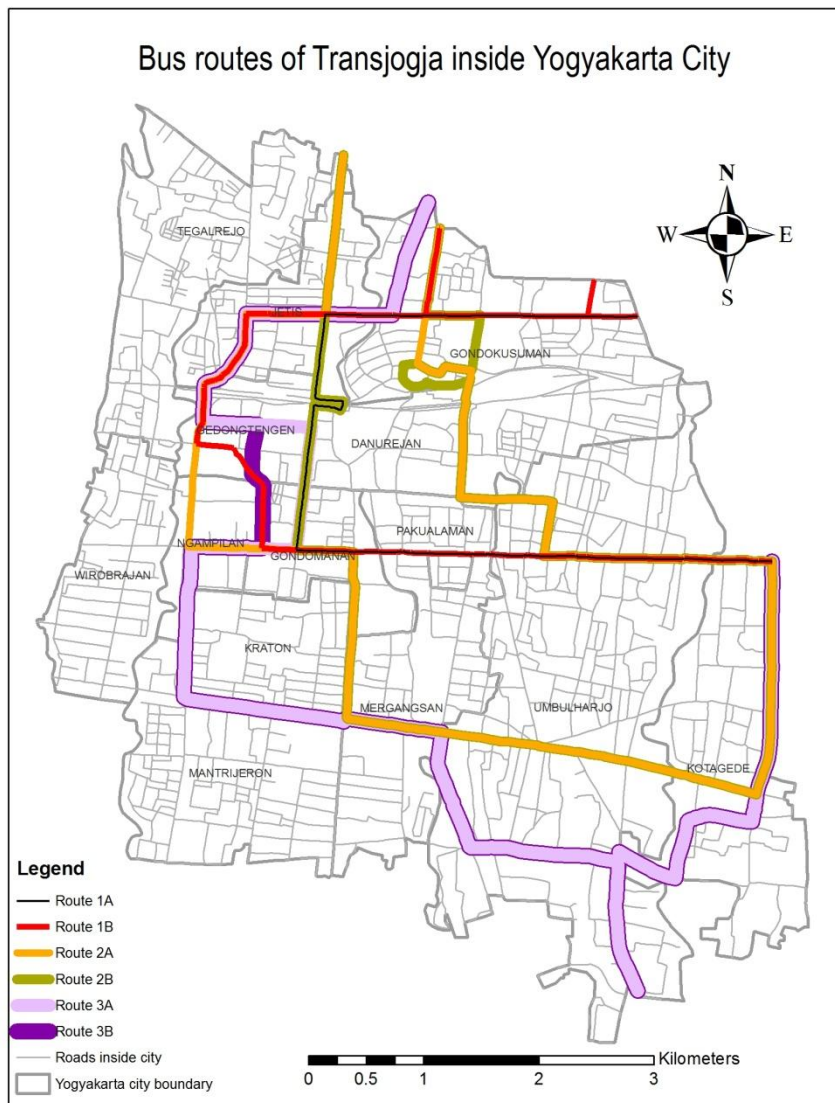 Bus routes of Transjogja inside Yogyakarta City
N
W E
S
TEGALREJO
JETIS
GONDOKUSUMAN
GEDONGTENGEN
DANUREJAN
PAKUALAMAN
NGAMPILAN
GONDOMANAN
WIROBRAJAN
KRATON
MERGANGSAN
UMBULHARJO
KOTAGEDE
MANTRIJERON
Legend
Route 1A
Route 1B
Route 2A
Route 2B
Route 3A
Route 3B
Roads inside city
Yogyakarta city boundary
Kilometers
0 0.5 1 2 3